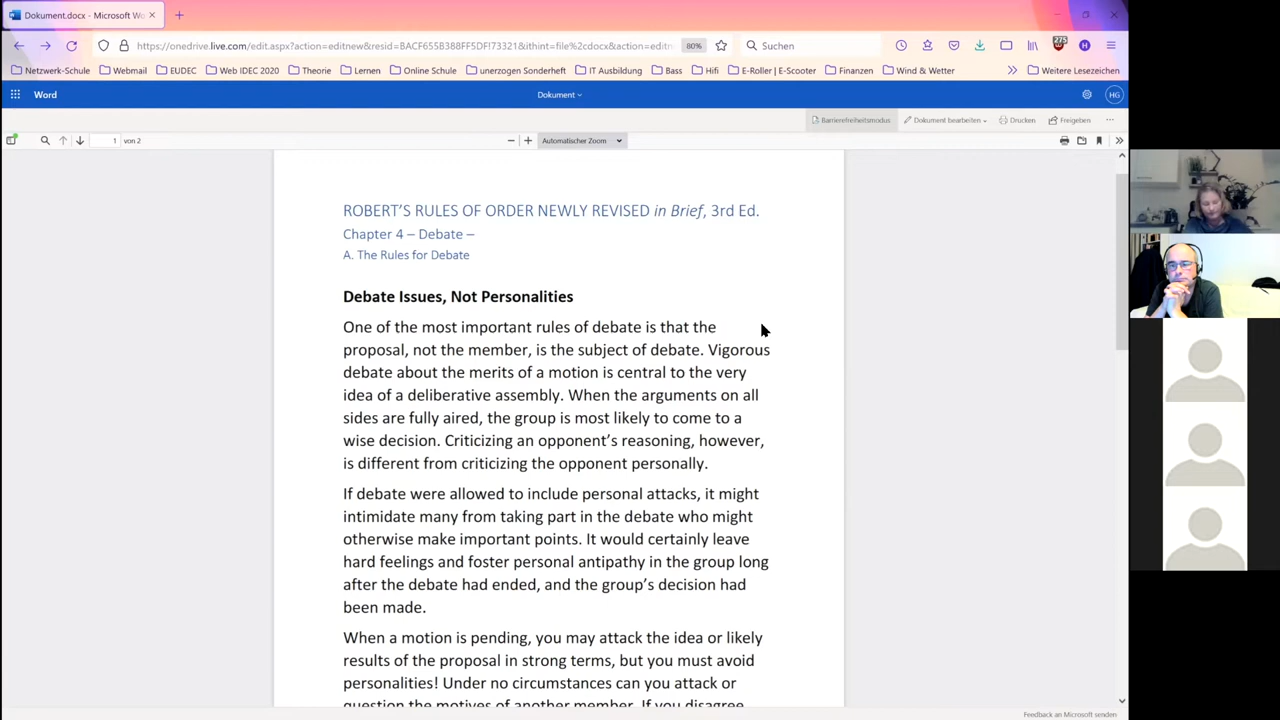 Dokument.docx - Microsoft Wo
https://onedrive.live.com/edit.aspx?action=editnew&resid=BACF655B388FF5DF!73321&ithint=file%2cdocx&action=editn
80%
Suchen
275
H
Netzwerk-Schule
Webmail
EUDEC
Web IDEC 2020
Theorie
Lernen
Online Schule
unerzogen Sonderheft
IT Ausbildung
Bass
Hifi
E-Roller | E-Scooter
Finanzen
Wind & Wetter
Weitere Lesezeichen
Word
Dokument
HG
Barrierefreiheitsmodus
Dokument bearbeiten
Drucken
Freigeben
1 von 2
Automatischer Zoom
ROBERT’S RULES OF ORDER NEWLY REVISED in Brief, 3rd Ed.
Chapter 4 – Debate –
A. The Rules for Debate
Debate Issues, Not Personalities
One of the most important rules of debate is that the
proposal, not the member, is the subject of debate. Vigorous
debate about the merits of a motion is central to the very
idea of a deliberative assembly. When the arguments on all
sides are fully aired, the group is most likely to come to a
wise decision. Criticizing an opponent’s reasoning, however,
is different from criticizing the opponent personally.
If debate were allowed to include personal attacks, it might
intimidate many from taking part in the debate who might
otherwise make important points. It would certainly leave
hard feelings and foster personal antipathy in the group long
after the debate had ended, and the group’s decision had
been made.
When a motion is pending, you may attack the idea or likely
results of the proposal in strong terms, but you must avoid
personalities! Under no circumstances can you attack or
question the motives of another member. If you disagree
Feedback an Microsoft senden